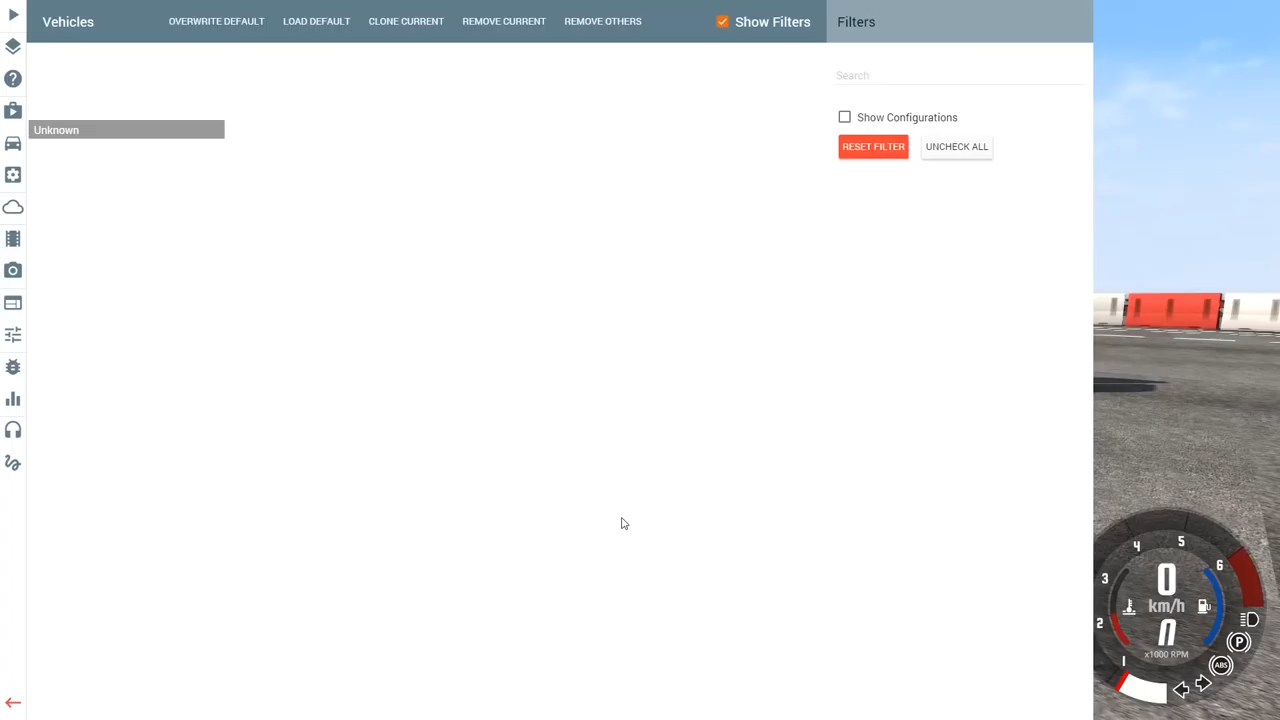 Vehicles
OVERWRITE DEFAULT
LOAD DEFAULT
CLONE CURRENT
REMOVE CURRENT
REMOVE OTHERS
Show Filters
Filters
Search
Unknown
Show Configurations
RESET FILTER
UNCHECK ALL
4
5
3
6
0
km/h
2
0
x1000 RPM
1
P
ABS